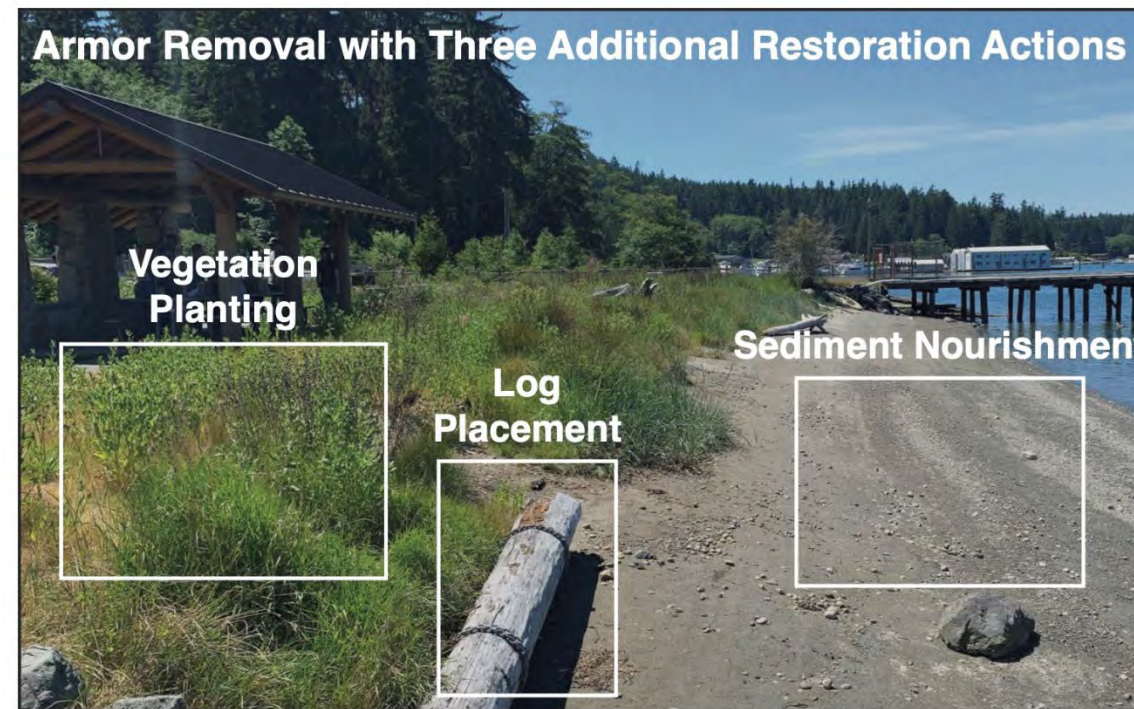 Armor Removal with Three Additional Restoration Actions
Vegetation
Planting
Log
Placement
Sediment Nourishmen